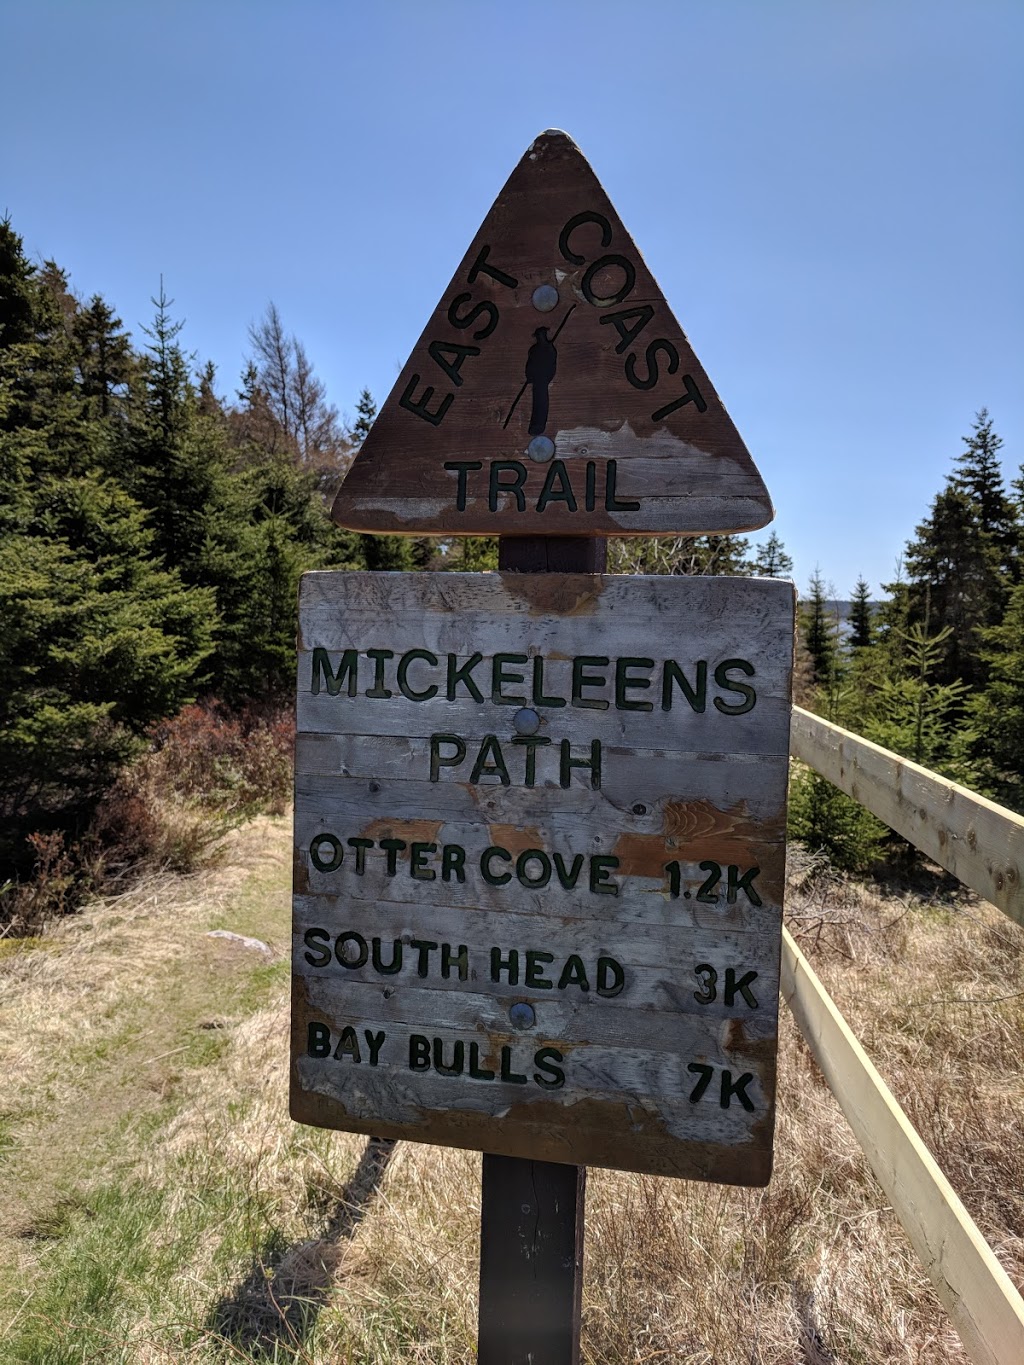 EAST COAST
TRAIL
MICKELEENS
PATH
OTTER COVE 1.2K
SOUTH HEAD 3K
BAY BULLS 7K